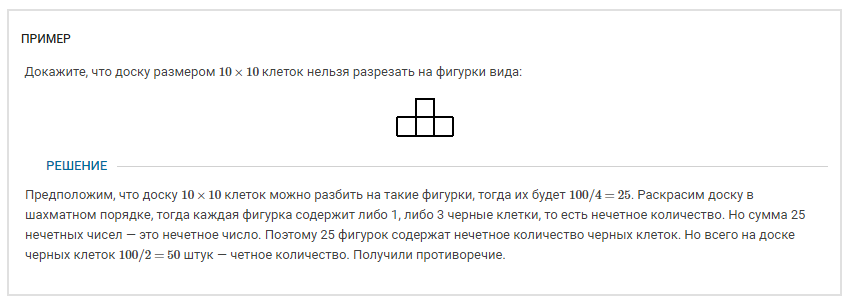 ПРИМЕР
Докажите, что доску размером 10 × 10 клеток нельзя разрезать на фигурки вида:
РЕШЕНИЕ
Предположим, что доску 10 × 10 клеток можно разбить на такие фигурки, тогда их будет 100/4 = 25. Раскрасим доску в
шахматном порядке, тогда каждая фигурка содержит либо 1, либо 3 черные клетки, то есть нечетное количество. Но сумма 25
нечетных чисел — это нечетное число. Поэтому 25 фигурок содержат нечетное количество черных клеток. Но всего на доске
черных клеток 100/2 = 50 штук — четное количество. Получили противоречие.